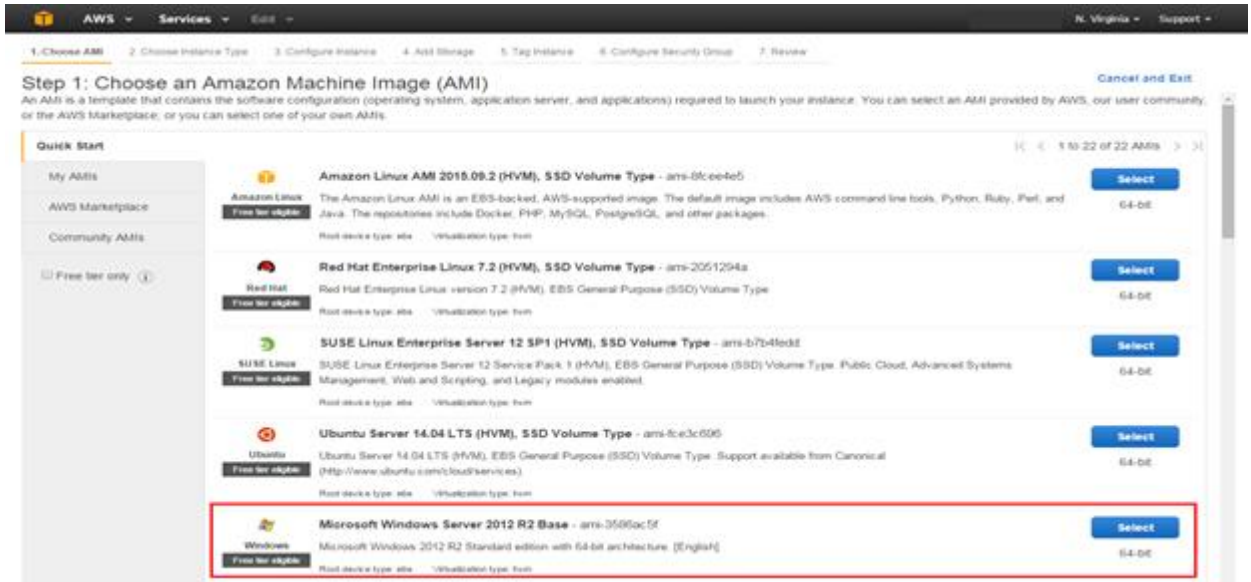 AWS Services Edit N. Virginia Support
1. Choose AMI 2. Choose Instance Type 3. Configure Instance 4. Add Storage 5. Tag Instance 6. Configure Security Group 7. Review
Step 1: Choose an Amazon Machine Image (AMI) Cancel and Exit
An AMI is a template that contains the software configuration (operating system, application server, and applications) required to launch your instance. You can select an AMI provided by AWS, our user community,
or the AWS Marketplace; or you can select one of your own AMIs.
Quick Start 1 to 22 of 22 AMIs
My AMIs
AWS Marketplace
Community AMIs
Free tier only
Amazon Linux
Free tier eligible
Amazon Linux AMI 2015.09.2 (HVM), SSD Volume Type - ami-8fcee4e5
The Amazon Linux AMI is an EBS-backed, AWS-supported image. The default image includes AWS command line tools, Python, Ruby, Perl, and
Java. The repositories include Docker, PHP, MySQL, PostgreSQL, and other packages.
Root device type: ebs Virtualization type: hvm
Select
64-bit
Red Hat
Free tier eligible
Red Hat Enterprise Linux 7.2 (HVM), SSD Volume Type - ami-2051294a
Red Hat Enterprise Linux version 7.2 (HVM), EBS General Purpose (SSD) Volume Type
Root device type: ebs Virtualization type: hvm
Select
64-bit
SUSE Linux
Free tier eligible
SUSE Linux Enterprise Server 12 SP1 (HVM), SSD Volume Type - ami-b7b4fedd
SUSE Linux Enterprise Server 12 Service Pack 1 (HVM), EBS General Purpose (SSD) Volume Type. Public Cloud, Advanced Systems
Management, Web and Scripting, and Legacy modules enabled.
Root device type: ebs Virtualization type: hvm
Select
64-bit
Ubuntu
Free tier eligible
Ubuntu Server 14.04 LTS (HVM), SSD Volume Type - ami-fce3c696
Ubuntu Server 14.04 LTS (HVM), EBS General Purpose (SSD) Volume Type. Support available from Canonical
(http://www.ubuntu.com/cloud/services).
Root device type: ebs Virtualization type: hvm
Select
64-bit
Windows
Free tier eligible
Microsoft Windows Server 2012 R2 Base - ami-3586ac5f
Microsoft Windows 2012 R2 Standard edition with 64-bit architecture. [English]
Root device type: ebs Virtualization type: hvm
Select
64-bit